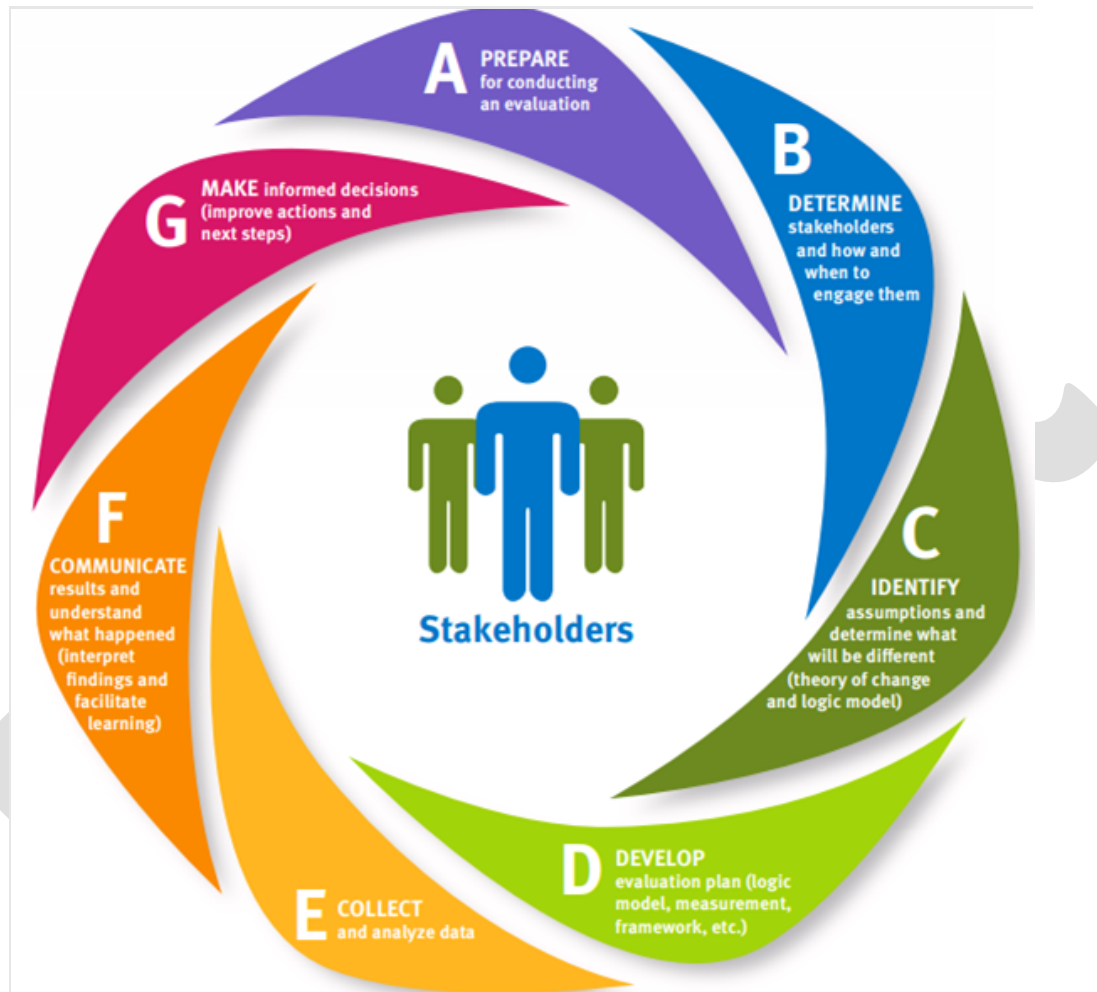 A
PREPARE
for conducting
an evaluation
B
DETERMINE
stakeholders
and how and
when to
engage them
C
IDENTIFY
assumptions and
determine what
will be different
(theory of change
and logic model)
D
DEVELOP
evaluation plan (logic
model, measurement,
framework, etc.)
E
COLLECT
and analyze data
F
COMMUNICATE
results and
understand
what happened
(interpret
findings and
facilitate
learning)
G
MAKE informed decisions
(improve actions and
next steps)
Stakeholders